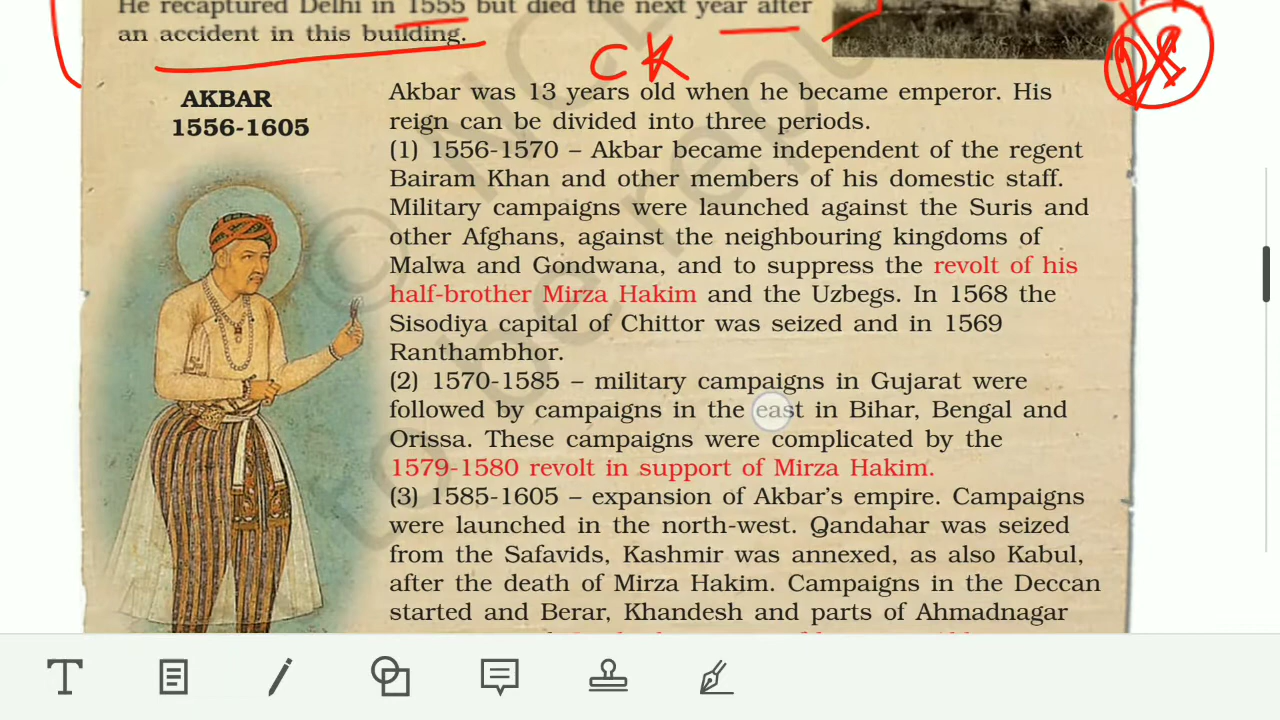 He recaptured Delhi in 1555 but died the next year after
an accident in this building.
CK
AKBAR
1556-1605
Akbar was 13 years old when he became emperor. His
reign can be divided into three periods.
(1) 1556-1570 – Akbar became independent of the regent
Bairam Khan and other members of his domestic staff.
Military campaigns were launched against the Suris and
other Afghans, against the neighbouring kingdoms of
Malwa and Gondwana, and to suppress the revolt of his
half-brother Mirza Hakim and the Uzbegs. In 1568 the
Sisodiya capital of Chittor was seized and in 1569
Ranthambhor.
(2) 1570-1585 – military campaigns in Gujarat were
followed by campaigns in the east in Bihar, Bengal and
Orissa. These campaigns were complicated by the
1579-1580 revolt in support of Mirza Hakim.
(3) 1585-1605 – expansion of Akbar's empire. Campaigns
were launched in the north-west. Qandahar was seized
from the Safavids, Kashmir was annexed, as also Kabul,
after the death of Mirza Hakim. Campaigns in the Deccan
started and Berar, Khandesh and parts of Ahmadnagar
T